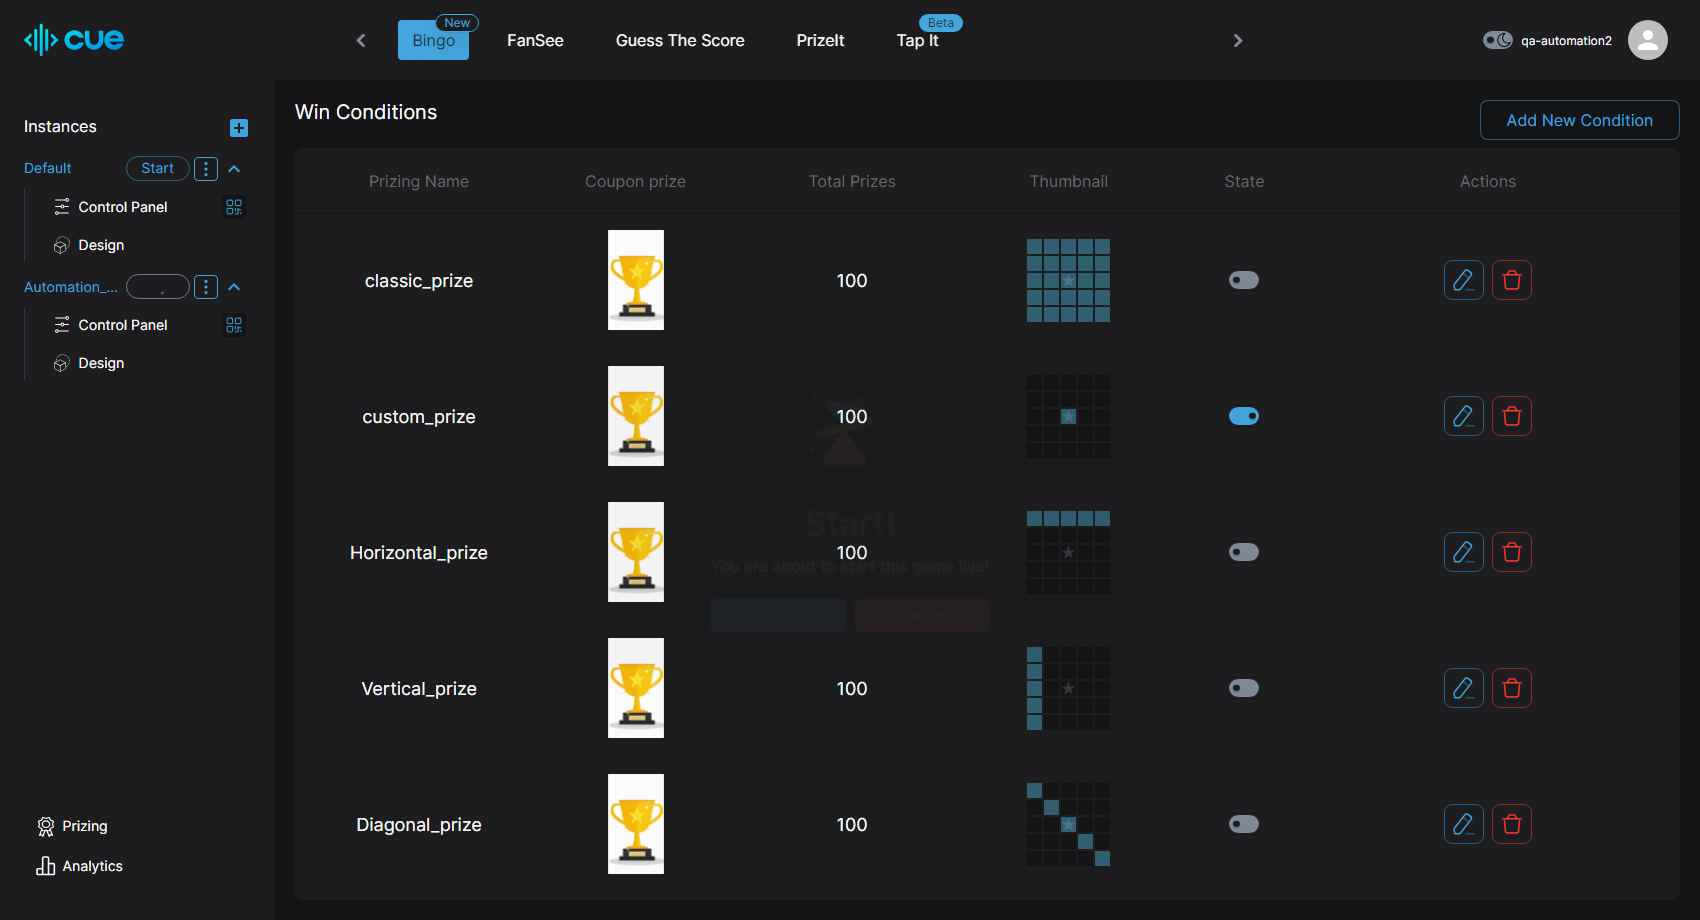 cue
New
Beta
Bingo
FanSee
Guess The Score
PrizeIt
Tap It
qa-automation2
Instances
Default
Start
Control Panel
Design
Automation_...
Control Panel
Design
Prizing
Analytics
Win Conditions
Add New Condition
Prizing Name
Coupon prize
Total Prizes
Thumbnail
State
Actions
classic_prize
100
custom_prize
100
Start!
Horizontal_prize
100
You are about to start this game live!
Cancel
Vertical_prize
100
Diagonal_prize
100